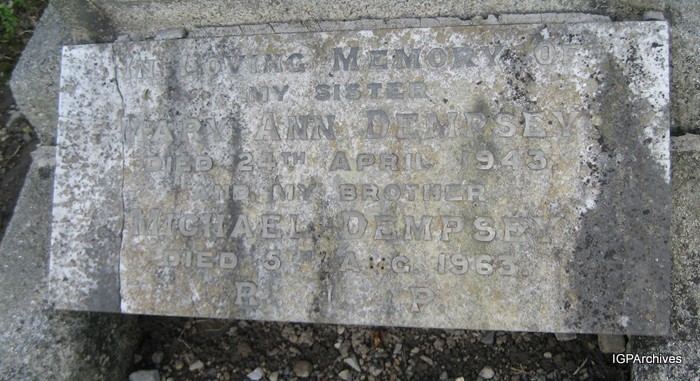 IN LOVING MEMORY OF
MY SISTER
MARY ANN DEMPSEY
DIED 24TH APRIL 1943.
AND MY BROTHER
MICHAEL DEMPSEY
DIED 5TH AUG. 1963.
R. I. P.
IGPArchives